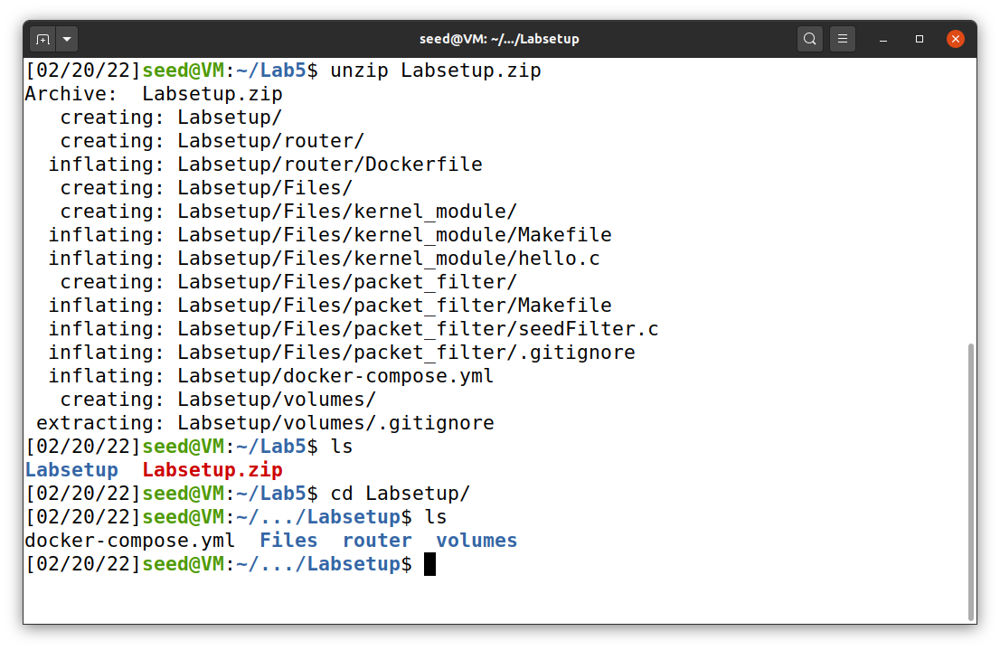 seed@VM: ~/.../Labsetup
[02/20/22]seed@VM:~/Lab5$ unzip Labsetup.zip
Archive:  Labsetup.zip
   creating: Labsetup/
   creating: Labsetup/router/
  inflating: Labsetup/router/Dockerfile
   creating: Labsetup/Files/
   creating: Labsetup/Files/kernel_module/
  inflating: Labsetup/Files/kernel_module/Makefile
  inflating: Labsetup/Files/kernel_module/hello.c
   creating: Labsetup/Files/packet_filter/
  inflating: Labsetup/Files/packet_filter/Makefile
  inflating: Labsetup/Files/packet_filter/seedFilter.c
  inflating: Labsetup/Files/packet_filter/.gitignore
  inflating: Labsetup/docker-compose.yml
   creating: Labsetup/volumes/
 extracting: Labsetup/volumes/.gitignore
[02/20/22]seed@VM:~/Lab5$ ls
Labsetup  Labsetup.zip
[02/20/22]seed@VM:~/Lab5$ cd Labsetup/
[02/20/22]seed@VM:~/.../Labsetup$ ls
docker-compose.yml  Files  router  volumes
[02/20/22]seed@VM:~/.../Labsetup$